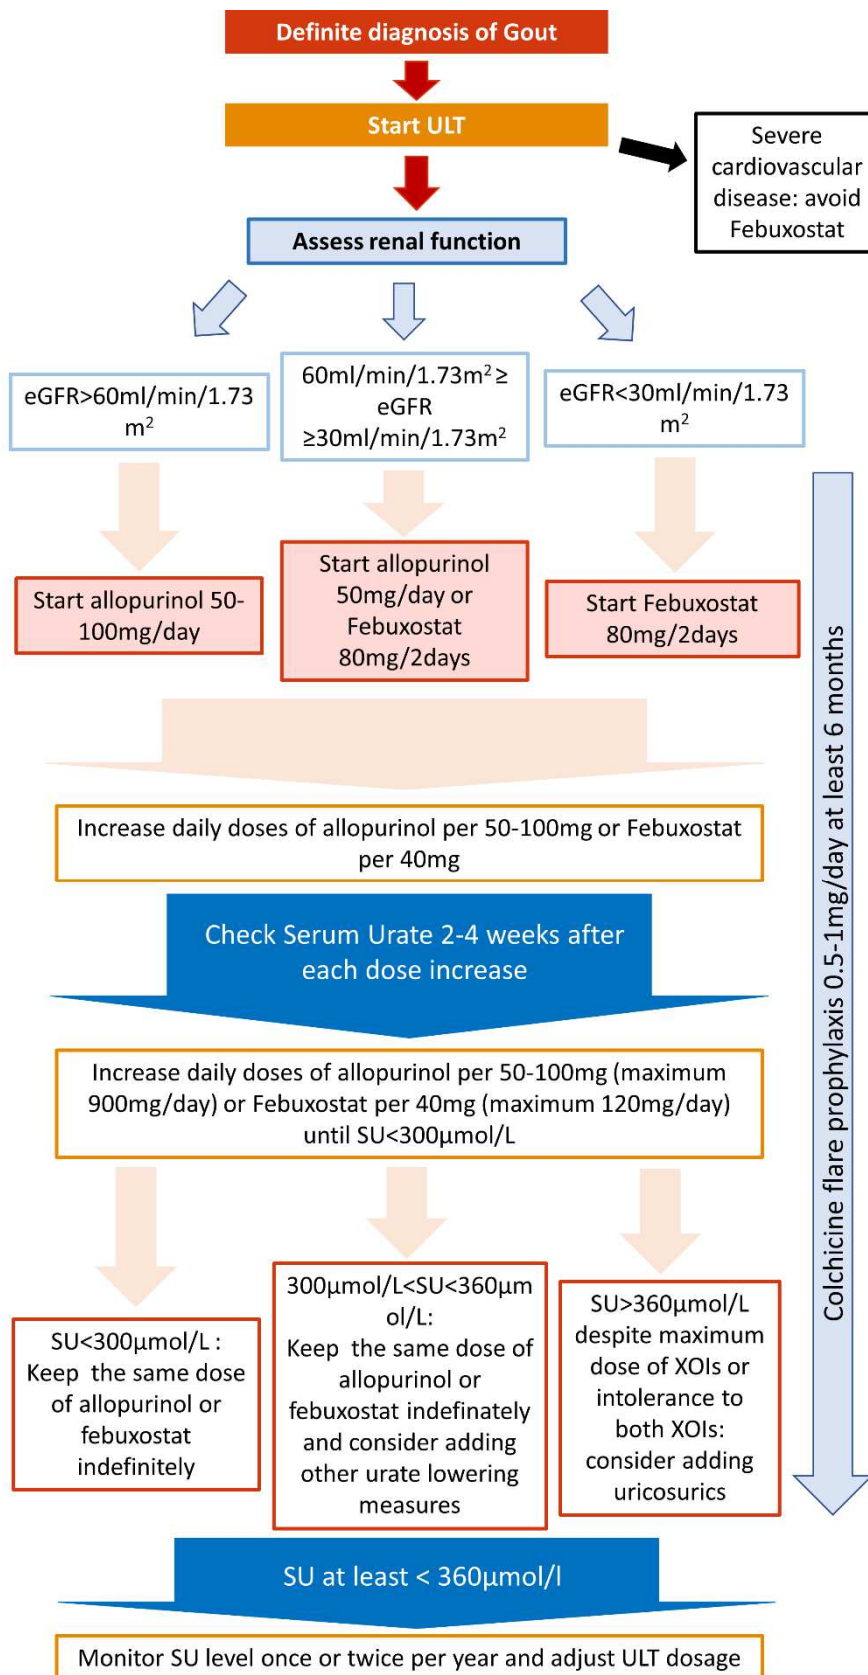 Definite diagnosis of Gout
Start ULT
Severe
cardiovascular
disease: avoid
Febuxostat
Assess renal function
eGFR>60ml/min/1.73
m²
60ml/min/1.73m² ≥
eGFR
≥30ml/min/1.73m²
eGFR<30ml/min/1.73
m²
Start allopurinol 50-
100mg/day
Start allopurinol
50mg/day or
Febuxostat
80mg/2days
Start Febuxostat
80mg/2days
Increase daily doses of allopurinol per 50-100mg or Febuxostat
per 40mg
Check Serum Urate 2-4 weeks after
each dose increase
Increase daily doses of allopurinol per 50-100mg (maximum
900mg/day) or Febuxostat per 40mg (maximum 120mg/day)
until SU<300µmol/L
SU<300µmol/L :
Keep the same dose
of allopurinol or
febuxostat
indefinitely
300µmol/L<SU<360µm
ol/L:
Keep the same dose of
allopurinol or
febuxostat indefinately
and consider adding
other urate lowering
measures
SU>360µmol/L
despite maximum
dose of XOIs or
intolerance to
both XOIs:
consider adding
uricosurics
Colchicine flare prophylaxis 0.5-1mg/day at least 6 months
SU at least < 360µmol/l
Monitor SU level once or twice per year and adjust ULT dosage